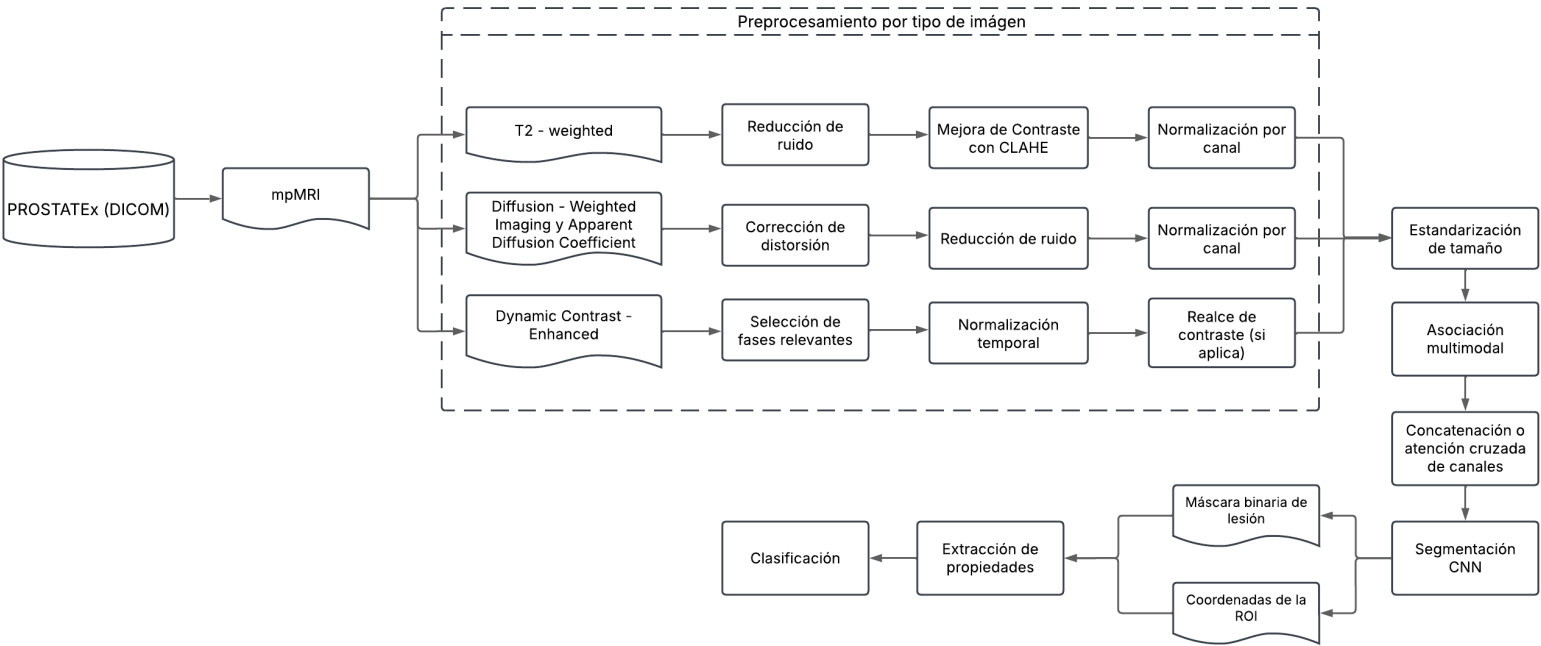 Preprocesamiento por tipo de imágen
PROSTATEx (DICOM)
mpMRI
T2 - weighted
Reducción de
ruido
Mejora de Contraste
con CLAHE
Normalización por
canal
Diffusion - Weighted
Imaging y Apparent
Diffusion Coefficient
Corrección de
distorsión
Reducción de ruido
Normalización por
canal
Dynamic Contrast -
Enhanced
Selección de
fases relevantes
Normalización
temporal
Realce de
contraste (si
aplica)
Estandarización
de tamaño
Asociación
multimodal
Concatenación o
atención cruzada
de canales
Segmentación
CNN
Máscara binaria de
lesión
Coordenadas de la
ROI
Extracción de
propiedades
Clasificación